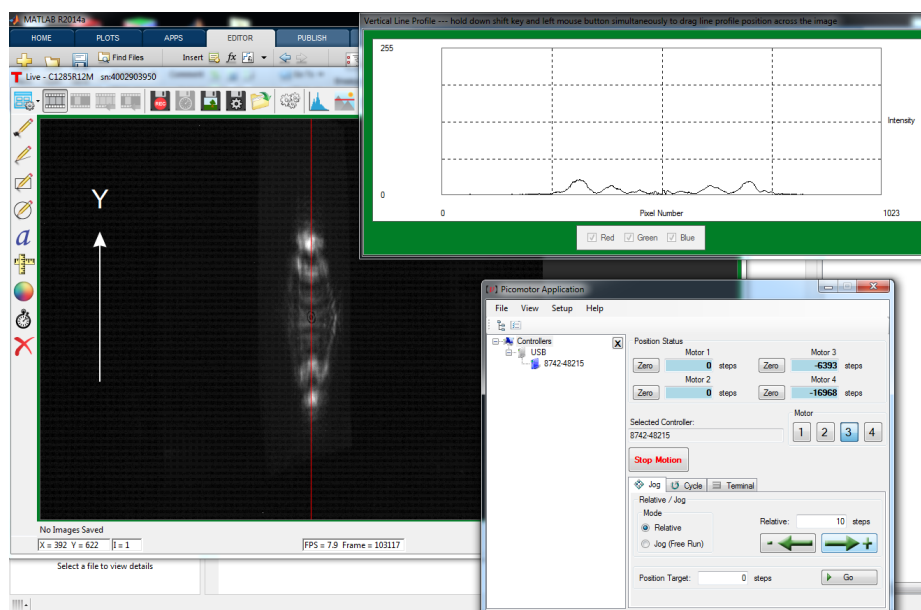 MATLAB R2014a
HOME PLOTS APPS EDITOR PUBLISH
Find Files Insert fx
Live - C1285R12M sn:4002903950
REC
a
Y
No Images Saved
X = 392 Y = 622 I = 1 FPS = 7.9 Frame = 103117
Select a file to view details
Vertical Line Profile --- hold down shift key and left mouse button simultaneously to drag line profile position across the image
255
Intensity
0
0 Pixel Number 1023
Red Green Blue
Picomotor Application
File View Setup Help
Controllers
USB
8742-48215
X
Position Status
Motor 1 Motor 3
Zero 0 steps Zero -6393 steps
Motor 2 Motor 4
Zero 0 steps Zero -16968 steps
Motor
Selected Controller:
8742-48215
1 2 3 4
Stop Motion
Jog Cycle Terminal
Relative / Jog
Mode
Relative
Jog (Free Run)
Relative: 10 steps
- +
Position Target: 0 steps Go